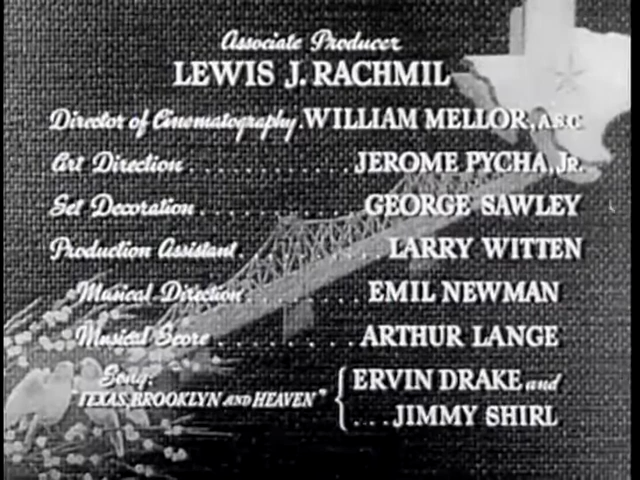 Associate Producer
LEWIS J. RACHMIL
Director of Cinematography. WILLIAM MELLOR, A.S.C.
Art Direction . . . . . . . . . . . JEROME PYCHA, Jr.
Set Decoration . . . . . . . . . . . GEORGE SAWLEY
Production Assistant . . . . . . . . . . LARRY WITTEN
Musical Direction . . . . . . . . EMIL NEWMAN
Musical Score . . . . . . . . . . ARTHUR LANGE
Song:
"TEXAS, BROOKLYN AND HEAVEN" { ERVIN DRAKE and
. . . JIMMY SHIRL